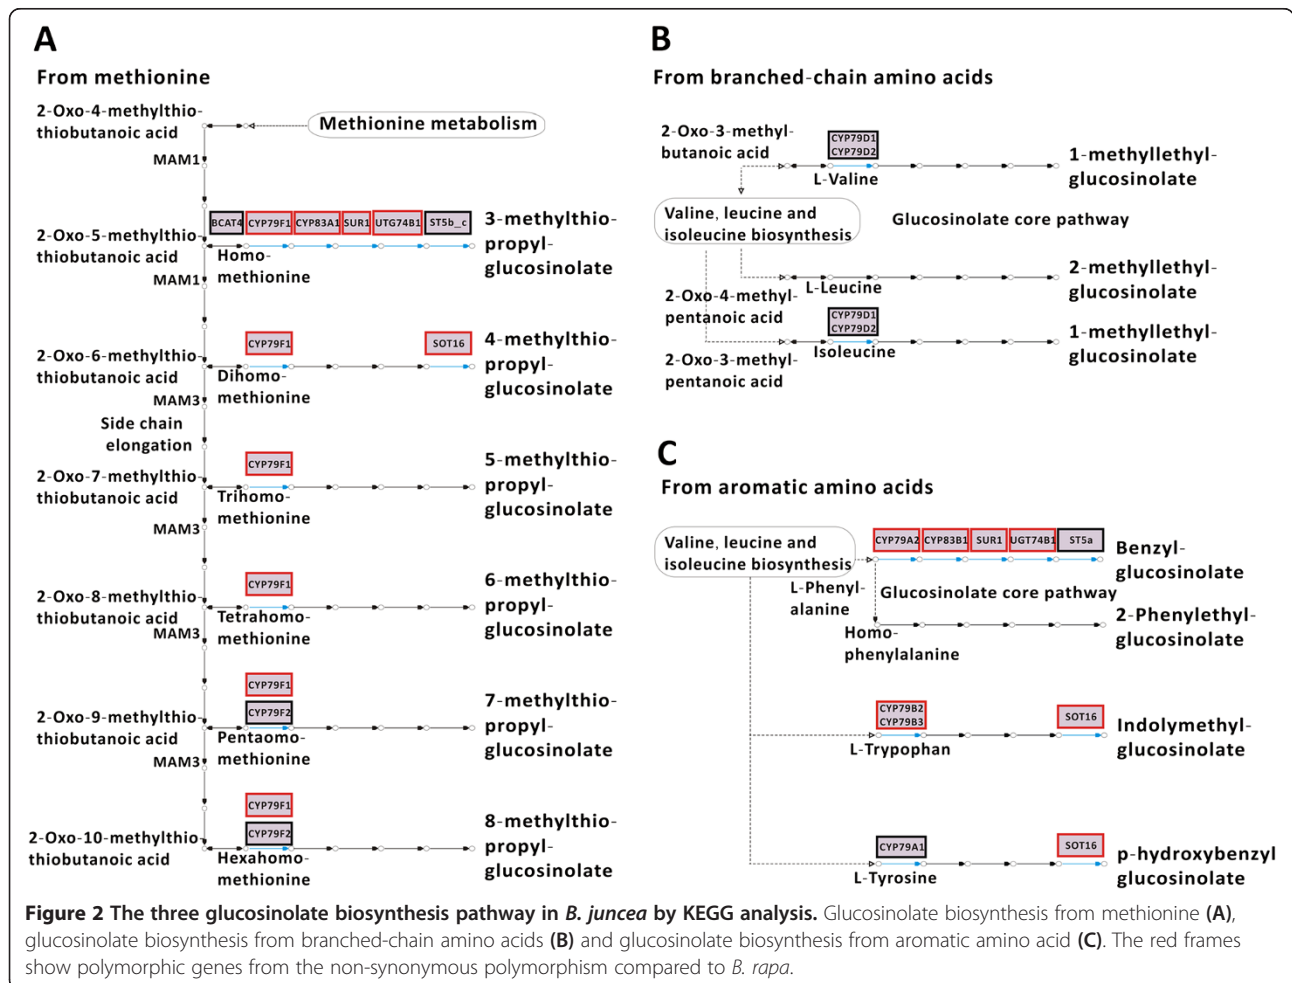 A
From methionine
2-Oxo-4-methylthio-
thiobutanoic acid
Methionine metabolism
MAM1
BCAT4 CYP79F1 CYP83A1 SUR1 UTG74B1 ST5b_c
3-methylthio-
propyl-
glucosinolate
2-Oxo-5-methylthio-
thiobutanoic acid
Homo-
methionine
MAM1
CYP79F1 SOT16
4-methylthio-
propyl-
glucosinolate
2-Oxo-6-methylthio-
thiobutanoic acid
Dihomo-
methionine
MAM3
Side chain
elongation
CYP79F1
5-methylthio-
propyl-
glucosinolate
2-Oxo-7-methylthio-
thiobutanoic acid
Trihomo-
methionine
MAM3
CYP79F1
6-methylthio-
propyl-
glucosinolate
2-Oxo-8-methylthio-
thiobutanoic acid
Tetrahomo-
methionine
MAM3
CYP79F1
CYP79F2
7-methylthio-
propyl-
glucosinolate
2-Oxo-9-methylthio-
thiobutanoic acid
Pentaomo-
methionine
MAM3
CYP79F1
CYP79F2
8-methylthio-
propyl-
glucosinolate
2-Oxo-10-methylthio-
thiobutanoic acid
Hexahomo-
methionine
B
From branched-chain amino acids
2-Oxo-3-methyl-
butanoic acid
CYP79D1
CYP79D2
L-Valine
1-methyllethyl-
glucosinolate
Valine, leucine and
isoleucine biosynthesis
Glucosinolate core pathway
L-Leucine
2-methyllethyl-
glucosinolate
2-Oxo-4-methyl-
pentanoic acid
CYP79D1
CYP79D2
Isoleucine
1-methyllethyl-
glucosinolate
2-Oxo-3-methyl-
pentanoic acid
C
From aromatic amino acids
Valine, leucine and
isoleucine biosynthesis
CYP79A2 CYP83B1 SUR1 UGT74B1 ST5a
Benzyl-
glucosinolate
L-Phenyl-
alanine
Glucosinolate core pathway
Homo-
phenylalanine
2-Phenylethyl-
glucosinolate
CYP79B2
CYP79B3
SOT16
L-Trypophan
Indolymethyl-
glucosinolate
CYP79A1
SOT16
L-Tyrosine
p-hydroxybenzyl
glucosinolate
Figure 2 The three glucosinolate biosynthesis pathway in B. juncea by KEGG analysis. Glucosinolate biosynthesis from methionine (A),
glucosinolate biosynthesis from branched-chain amino acids (B) and glucosinolate biosynthesis from aromatic amino acid (C). The red frames
show polymorphic genes from the non-synonymous polymorphism compared to B. rapa.